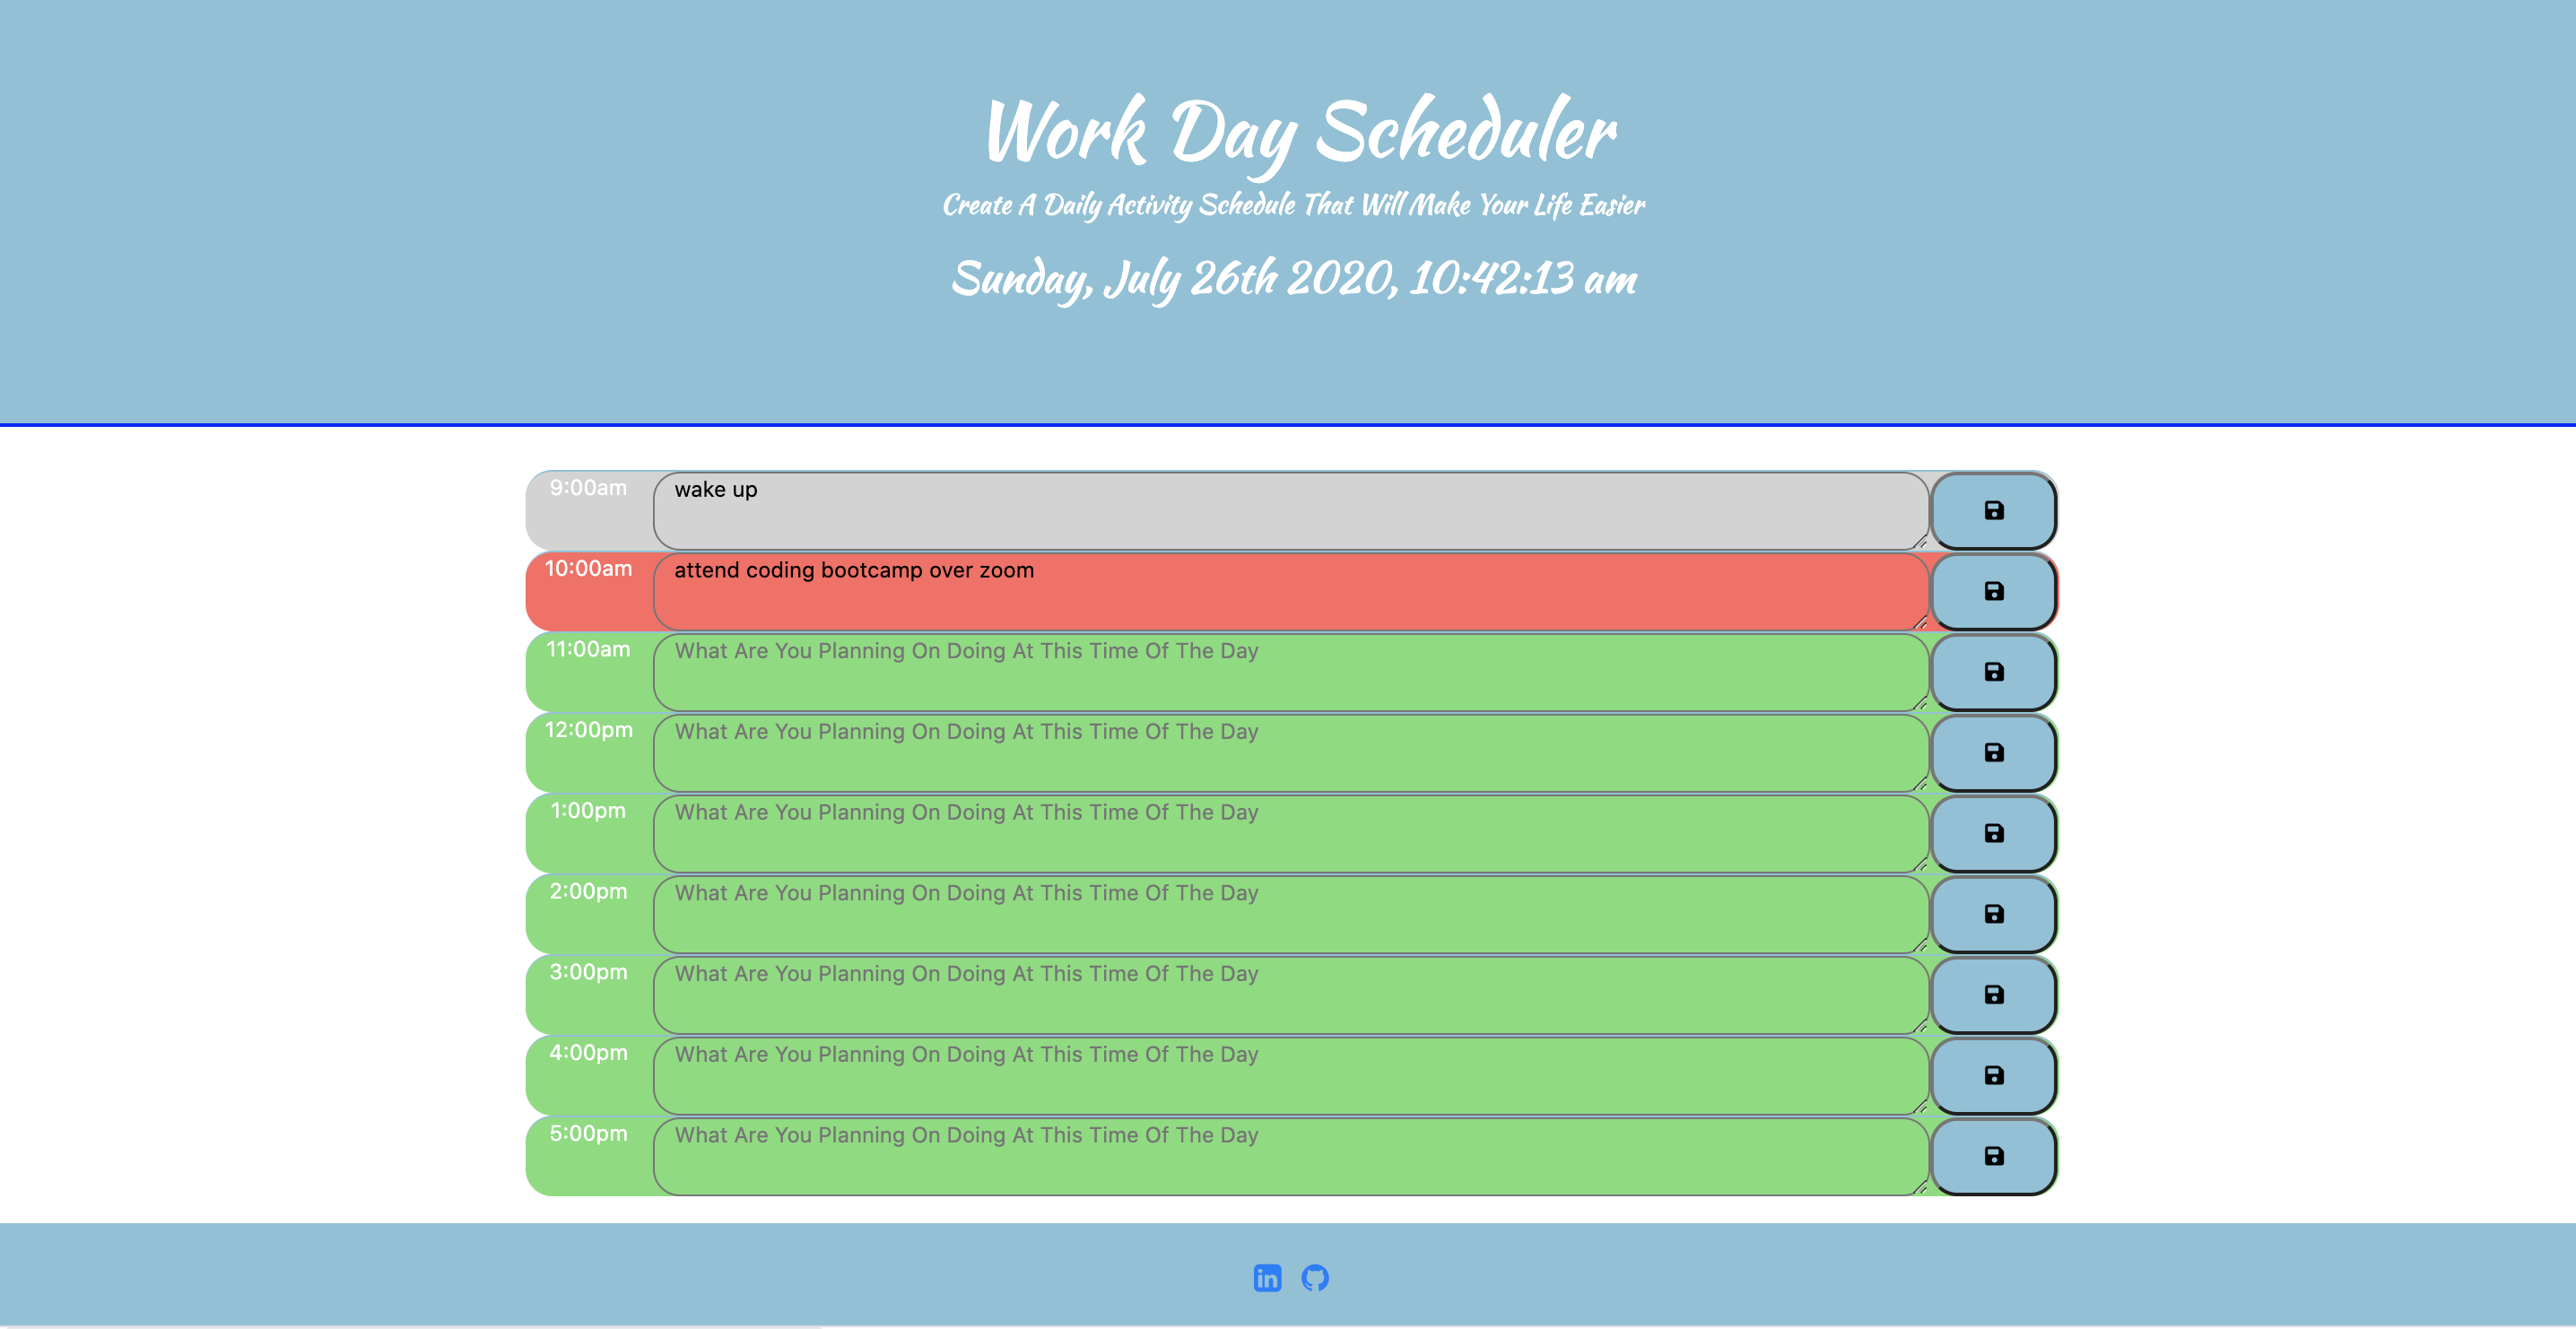 Work Day Scheduler
Create A Daily Activity Schedule That Will Make Your Life Easier
Sunday, July 26th 2020, 10:42:13 am
9:00am wake up
10:00am attend coding bootcamp over zoom
11:00am What Are You Planning On Doing At This Time Of The Day
12:00pm What Are You Planning On Doing At This Time Of The Day
1:00pm What Are You Planning On Doing At This Time Of The Day
2:00pm What Are You Planning On Doing At This Time Of The Day
3:00pm What Are You Planning On Doing At This Time Of The Day
4:00pm What Are You Planning On Doing At This Time Of The Day
5:00pm What Are You Planning On Doing At This Time Of The Day
in